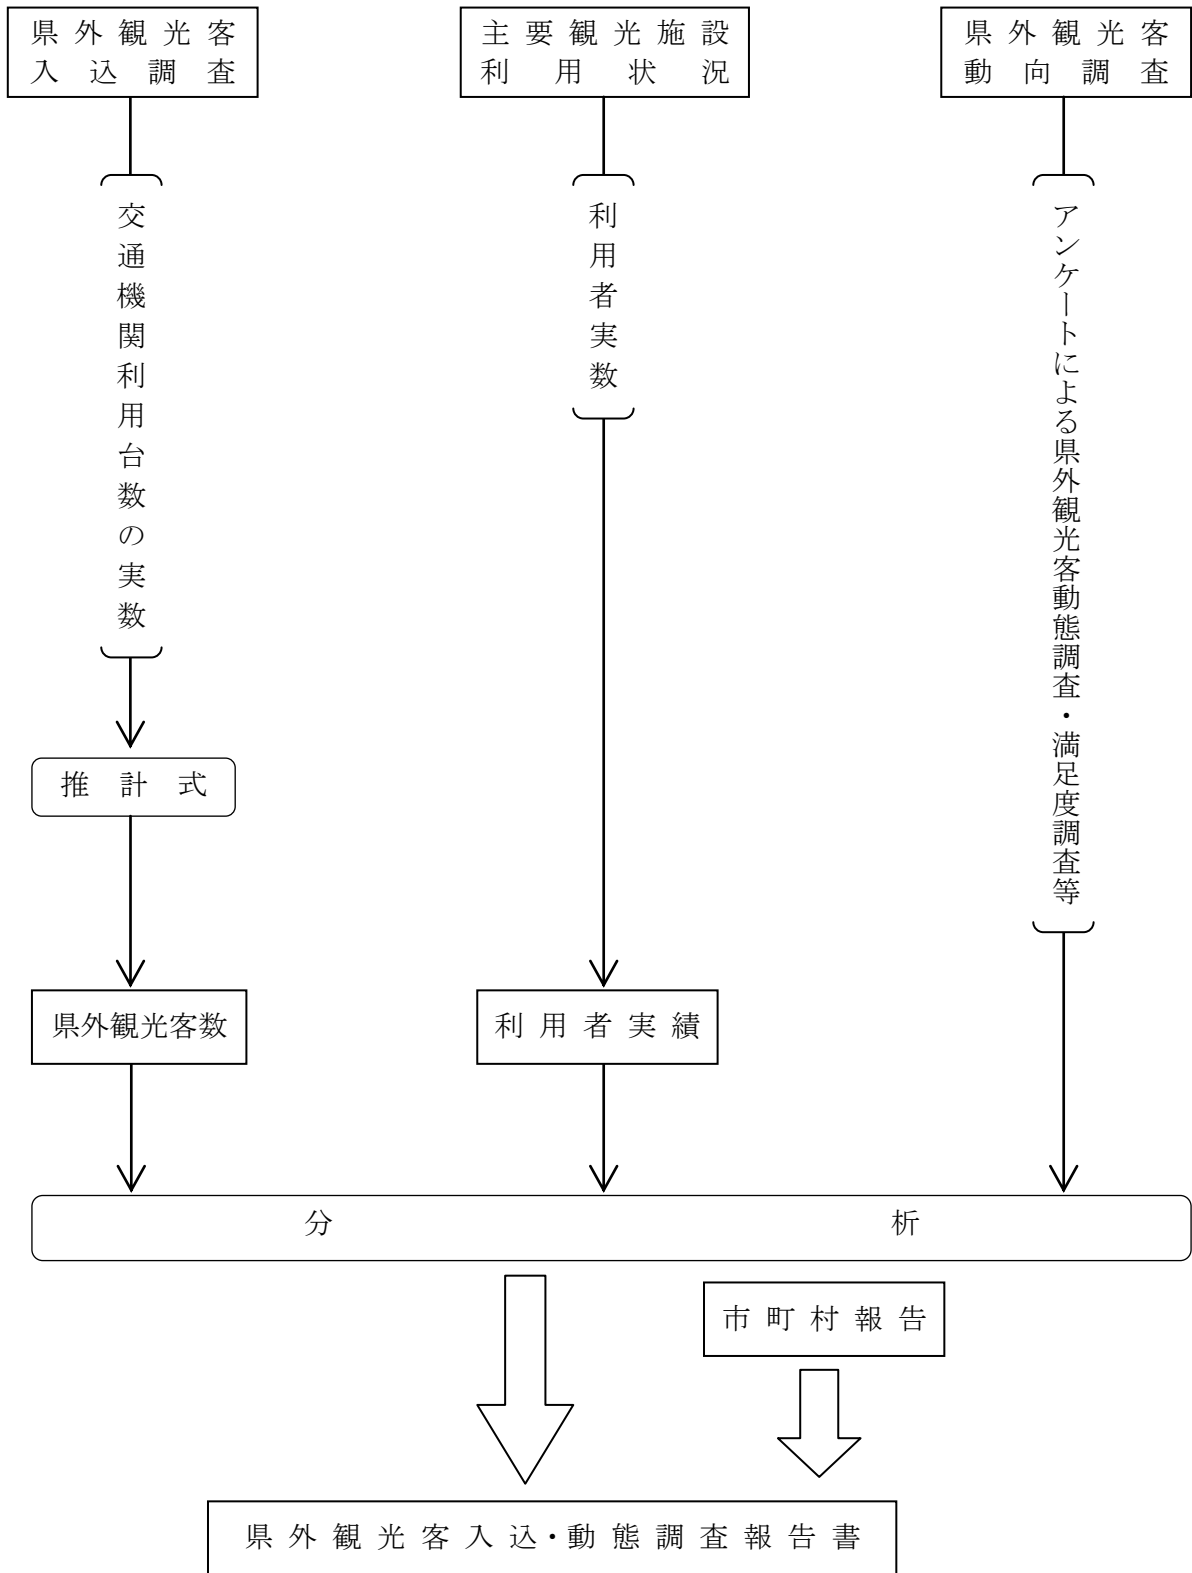 県外観光客
入込調査
主要観光施設
利用状況
県外観光客
動向調査
交通機関利用台数の実数
利用者実数
アンケートによる県外観光客動態調査・満足度調査等
推計式
県外観光客数
利用者実績
分析
市町村報告
県外観光客入込・動態調査報告書